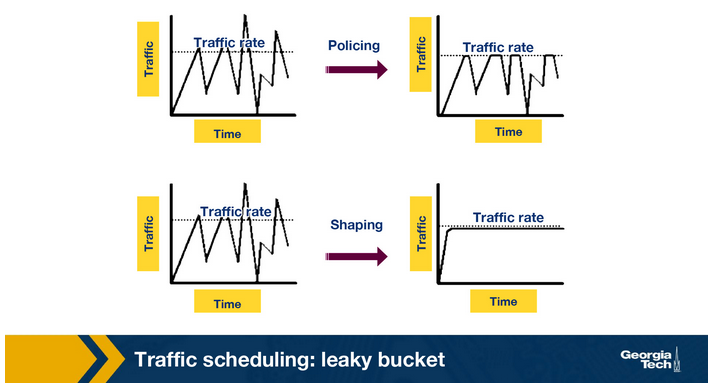 Traffic
Traffic rate
Time
Policing
Traffic
Traffic rate
Time
Traffic
Traffic rate
Time
Shaping
Traffic
Traffic rate
Time
Traffic scheduling: leaky bucket
Georgia
Tech